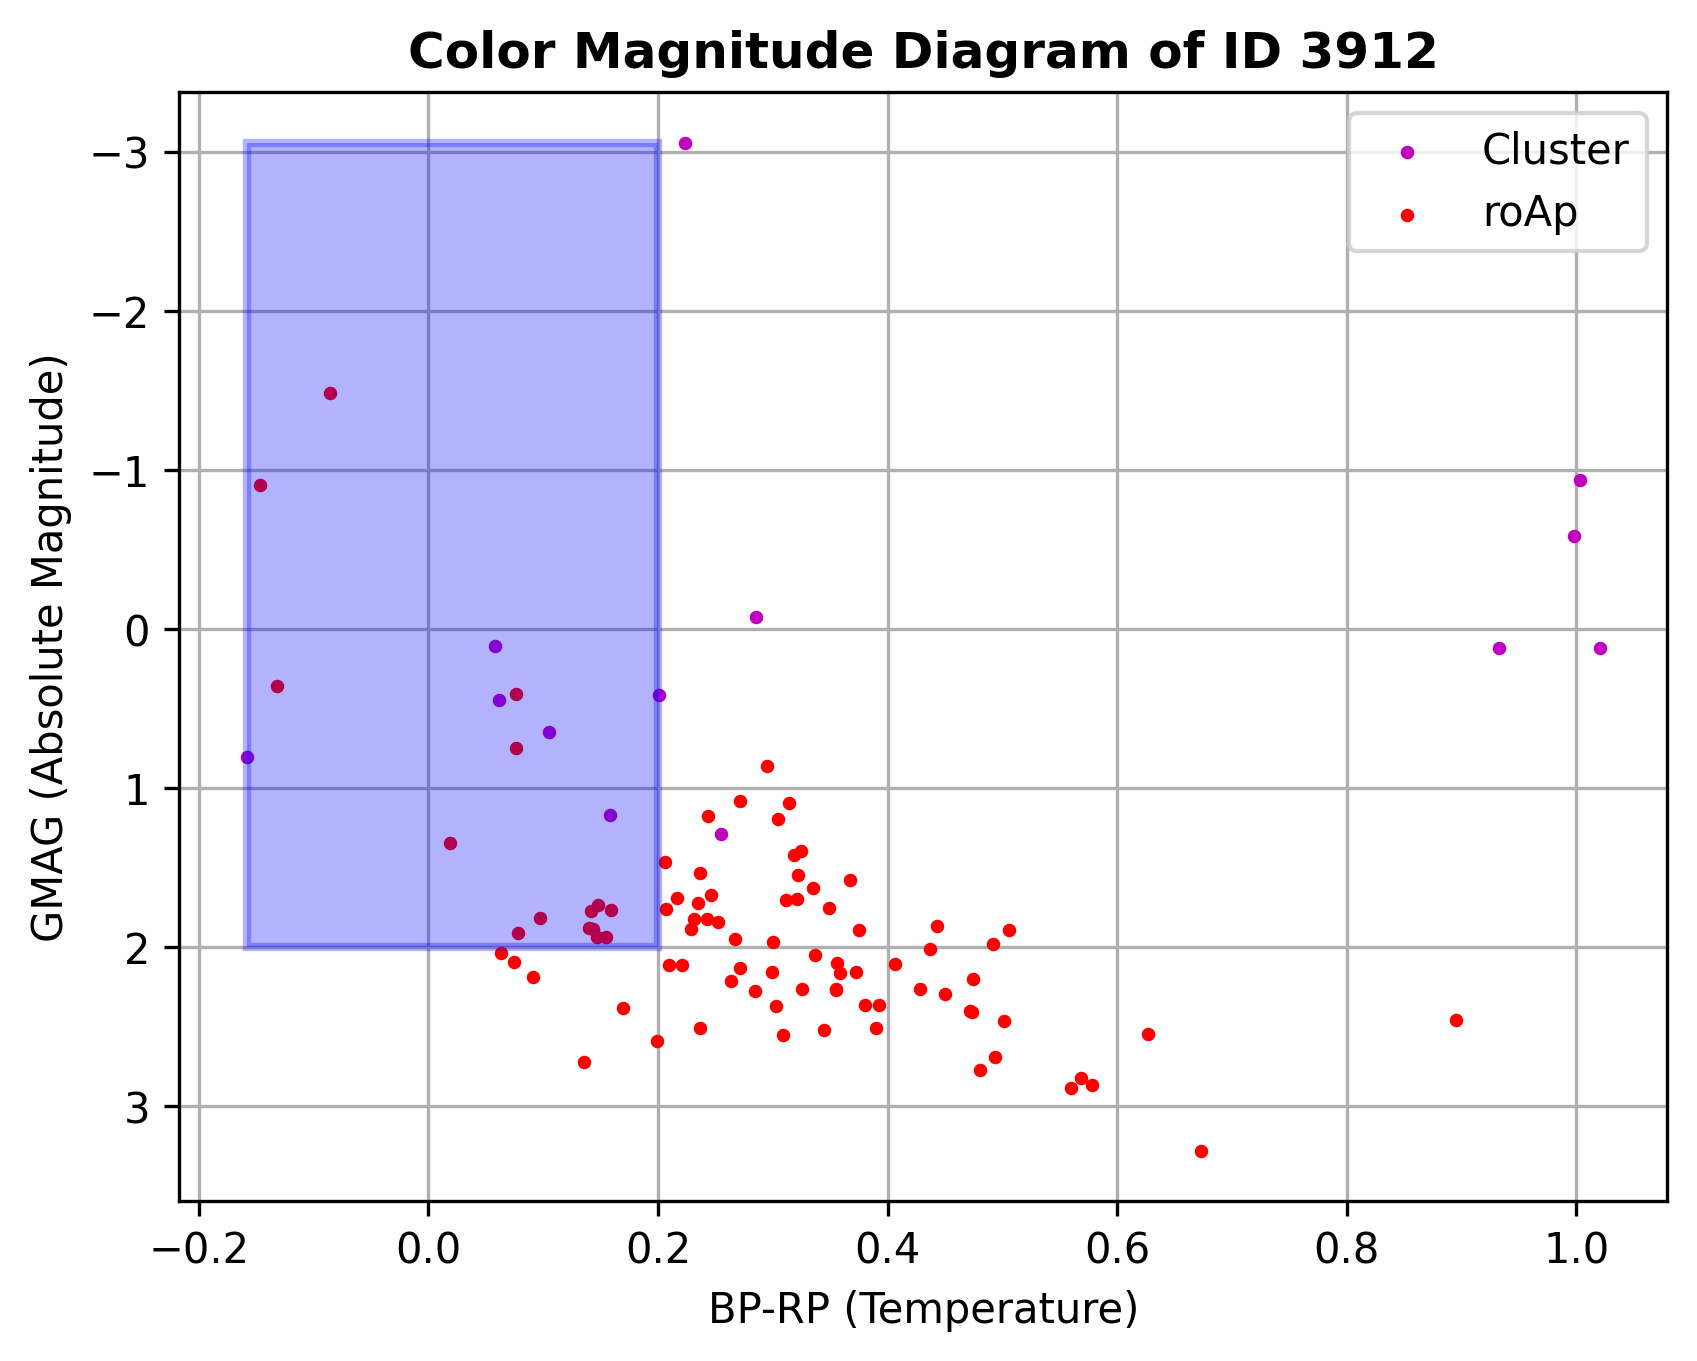 Color Magnitude Diagram of ID 3912
Cluster
roAp
GMAG (Absolute Magnitude)
−3
−2
−1
0
1
2
3
−0.2 0.0 0.2 0.4 0.6 0.8 1.0
BP-RP (Temperature)